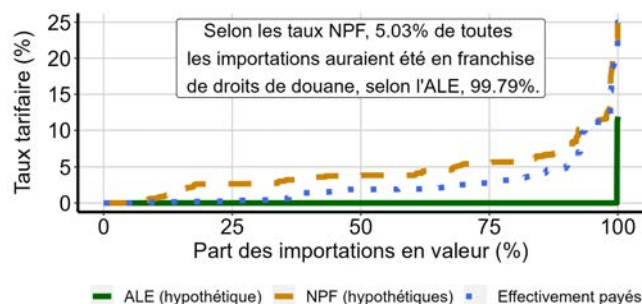 Taux tarifaire (%)
25
20
15
10
5
0
Selon les taux NPF, 5.03% de toutes
les importations auraient été en franchise
de droits de douane, selon l'ALE, 99.79%.
0 25 50 75 100
Part des importations en valeur (%)
ALE (hypothétique) NPF (hypothétiques) Effectivement payés